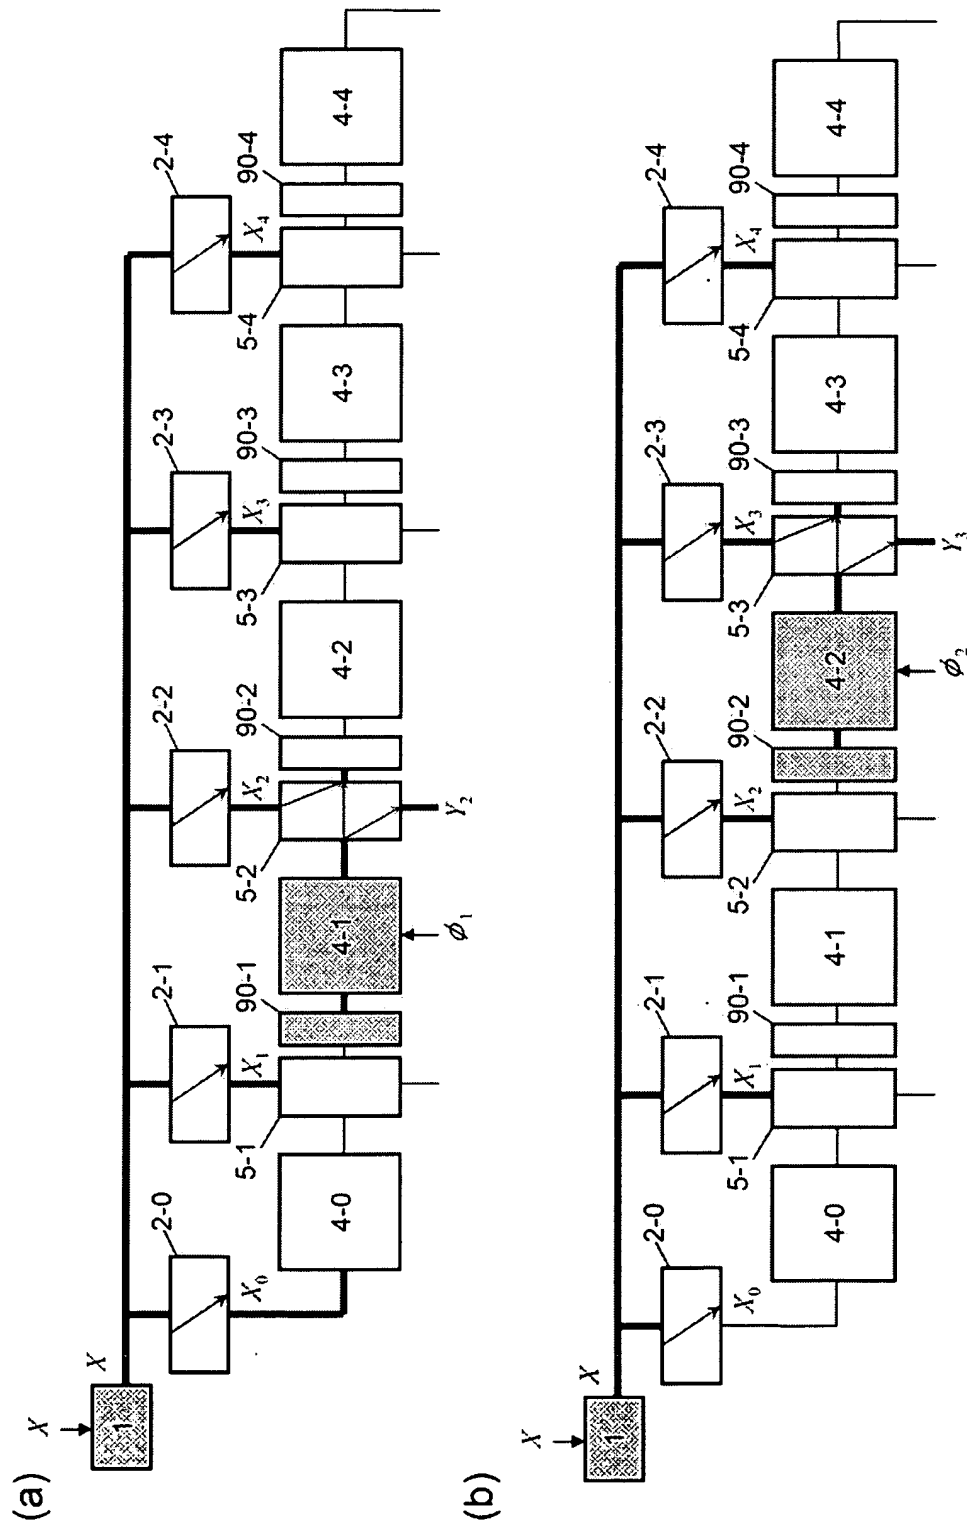 (a)
X
1
X
2-0
2-1
2-2
2-3
2-4
X₀
X₁
X₂
X₃
X₄
5-1
90-1
5-2
90-2
5-3
90-3
5-4
90-4
4-0
4-1
4-2
4-3
4-4
ϕ₁
Y₂
(b)
X
1
X
2-0
2-1
2-2
2-3
2-4
X₀
X₁
X₂
X₃
X₄
5-1
90-1
5-2
90-2
5-3
90-3
5-4
90-4
4-0
4-1
4-2
4-3
4-4
ϕ₂
Y₃